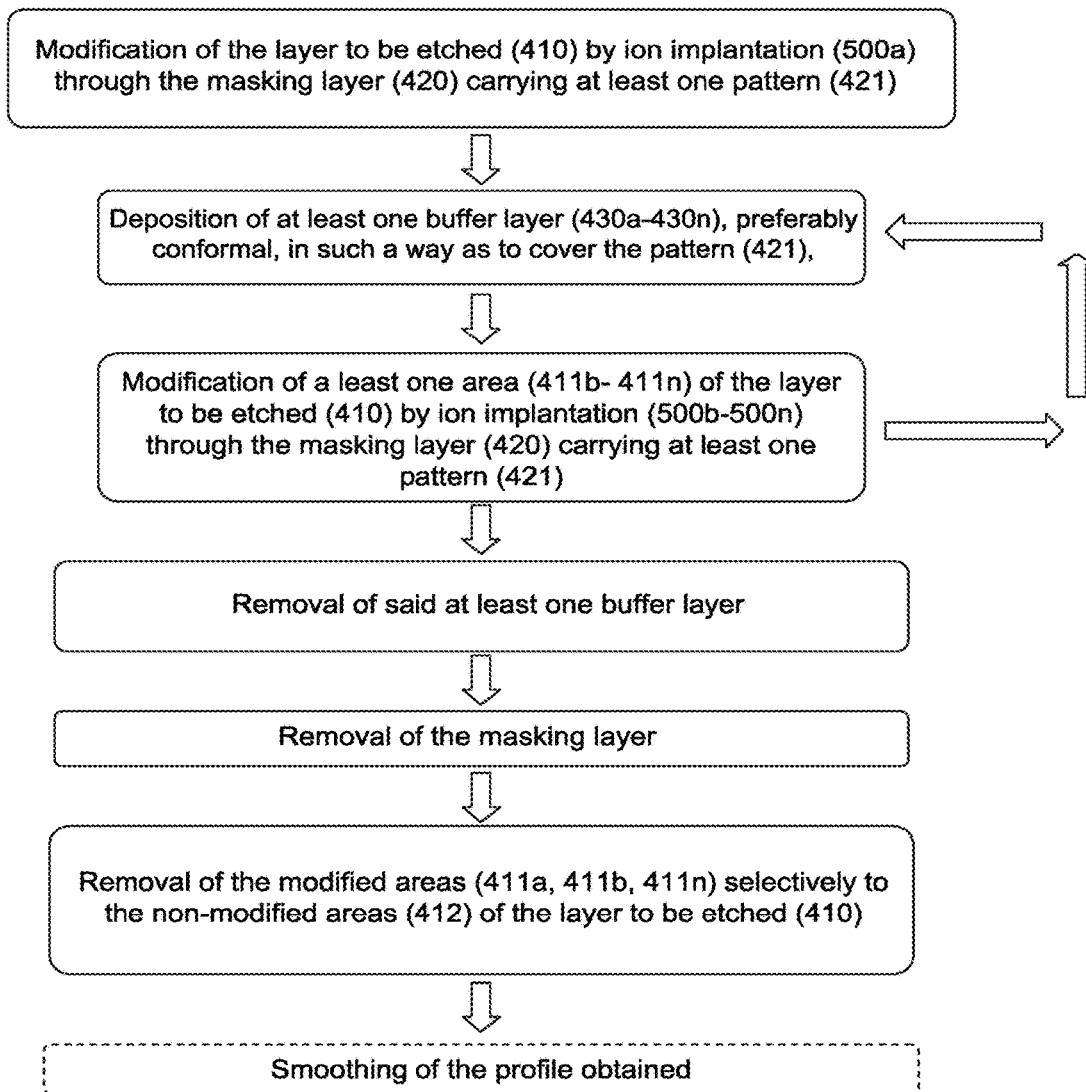 Modification of the layer to be etched (410) by ion implantation (500a)
through the masking layer (420) carrying at least one pattern (421)
Deposition of at least one buffer layer (430a-430n), preferably
conformal, in such a way as to cover the pattern (421),
Modification of a least one area (411b- 411n) of the layer
to be etched (410) by ion implantation (500b-500n)
through the masking layer (420) carrying at least one
pattern (421)
Removal of said at least one buffer layer
Removal of the masking layer
Removal of the modified areas (411a, 411b, 411n) selectively to
the non-modified areas (412) of the layer to be etched (410)
Smoothing of the profile obtained